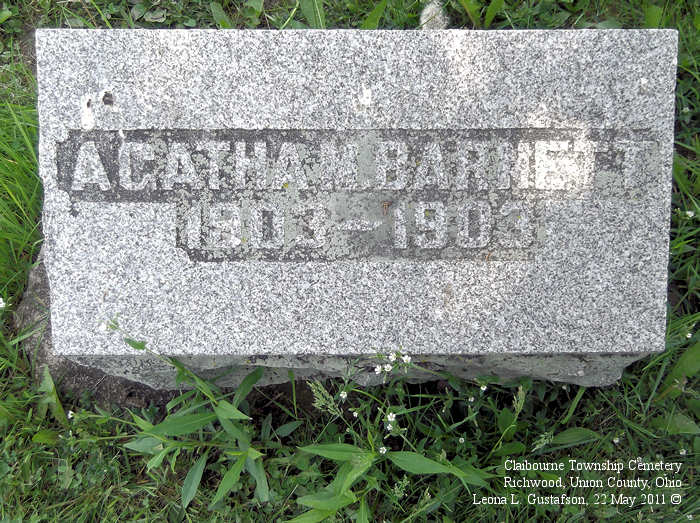 AGATHA M. BARNETT
1903 – 1903
Claibourne Township Cemetery
Richwood, Union County, Ohio
Leona L. Gustafson, 22 May 2011 ©